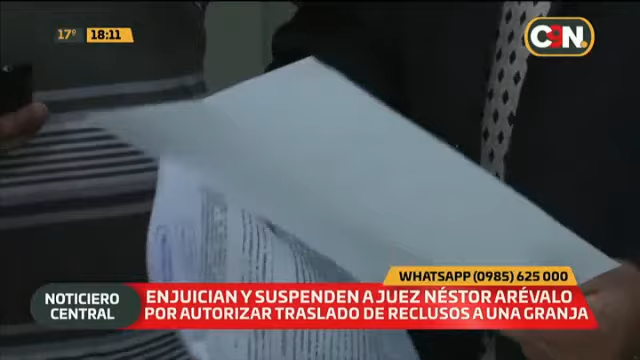 17° 18:11
C9N
WHATSAPP (0985) 625 000
NOTICIERO
CENTRAL
ENJUICIAN Y SUSPENDEN A JUEZ NÉSTOR ARÉVALO
POR AUTORIZAR TRASLADO DE RECLUSOS A UNA GRANJA